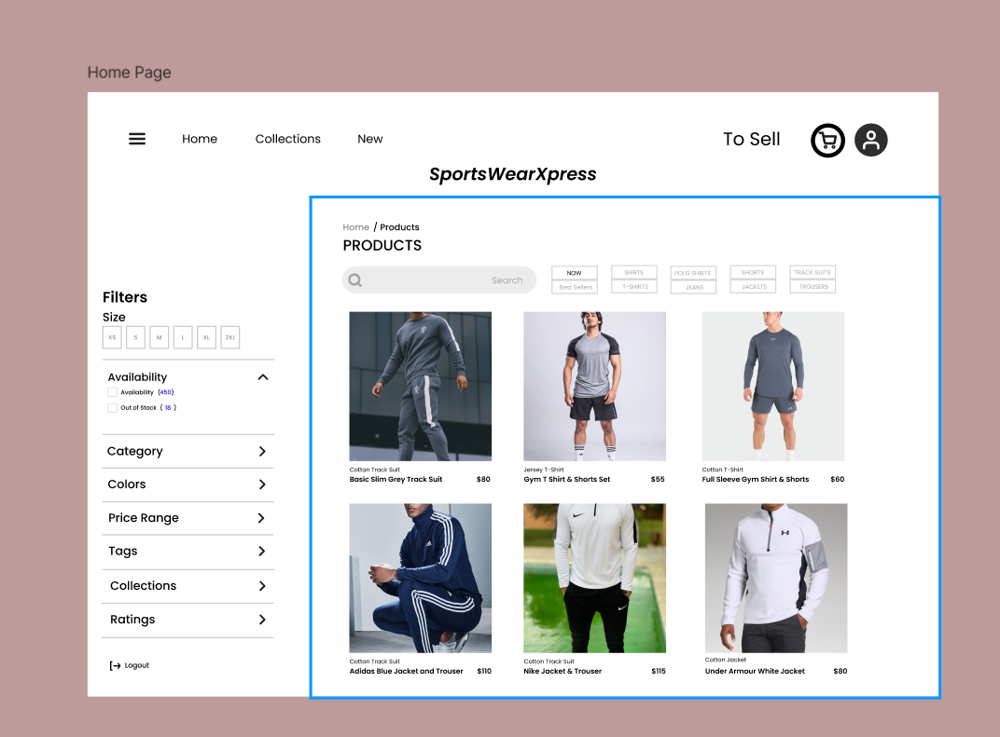 Home Page
Home Collections New To Sell
SportsWearXpress
Home / Products
PRODUCTS
Search
NOW SHIRTS POLO SHIRTS SHORTS TRACK SUITS
Best Sellers T-SHIRTS JEANS JACKETS TROUSERS
Filters
Size
XS S M L XL 2XL
Availability
Availability (450)
Out of Stock ( 18 )
Category
Colors
Price Range
Tags
Collections
Ratings
Logout
Cotton Track Suit
Basic Slim Grey Track Suit $80
Jersey T-Shirt
Gym T Shirt & Shorts Set $55
Cotton T-Shirt
Full Sleeve Gym Shirt & Shorts $60
Cotton Track Suit
Adidas Blue Jacket and Trouser $110
Cotton Track Suit
Nike Jacket & Trouser $115
Cotton Jacket
Under Armour White Jacket $80